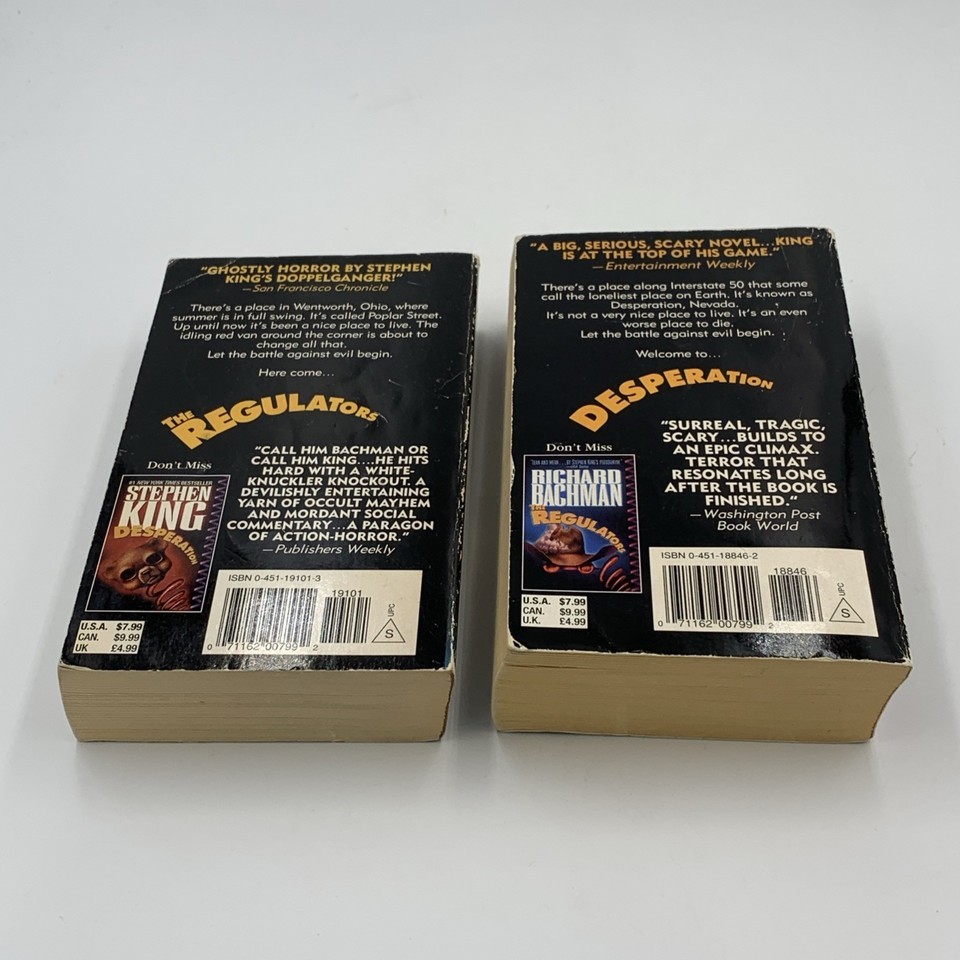 "GHOSTLY HORROR BY STEPHEN
KING'S DOPPELGANGER!"
—San Francisco Chronicle
There's a place in Wentworth, Ohio, where
summer is in full swing. It's called Poplar Street.
Up until now it's been a nice place to live. The
idling red van around the corner is about to
change all that.
Let the battle against evil begin.
Here come...
THE
REGULATORS
"CALL HIM BACHMAN OR
CALL HIM KING....HE HITS
HARD WITH A WHITE-
KNUCKLER KNOCKOUT. A
DEVILISHLY ENTERTAINING
YARN OF OCCULT MAYHEM
AND MORDANT SOCIAL
COMMENTARY...A PARAGON
OF ACTION-HORROR."
—Publishers Weekly
Don't Miss
#1 NEW YORK TIMES BESTSELLER
STEPHEN
KING
DESPERATION
U.S.A. $7.99
CAN. $9.99
UK £4.99
ISBN 0-451-19101-3
19101
0 71162 00799 2
UPC
S
"A BIG, SERIOUS, SCARY NOVEL...KING
IS AT THE TOP OF HIS GAME."
—Entertainment Weekly
There's a place along Interstate 50 that some
call the loneliest place on Earth. It's known as
Desperation, Nevada.
It's not a very nice place to live. It's an even
worse place to die.
Let the battle against evil begin.
Welcome to...
DESPERATION
"SURREAL, TRAGIC,
SCARY...BUILDS TO
AN EPIC CLIMAX.
TERROR THAT
RESONATES LONG
AFTER THE BOOK IS
FINISHED."
—Washington Post
Book World
Don't Miss
RICHARD
BACHMAN
THE
REGULATORS
U.S.A. $7.99
CAN. $9.99
U.K. £4.99
ISBN 0-451-18846-2
18846
0 71162 00799 2
UPC
S